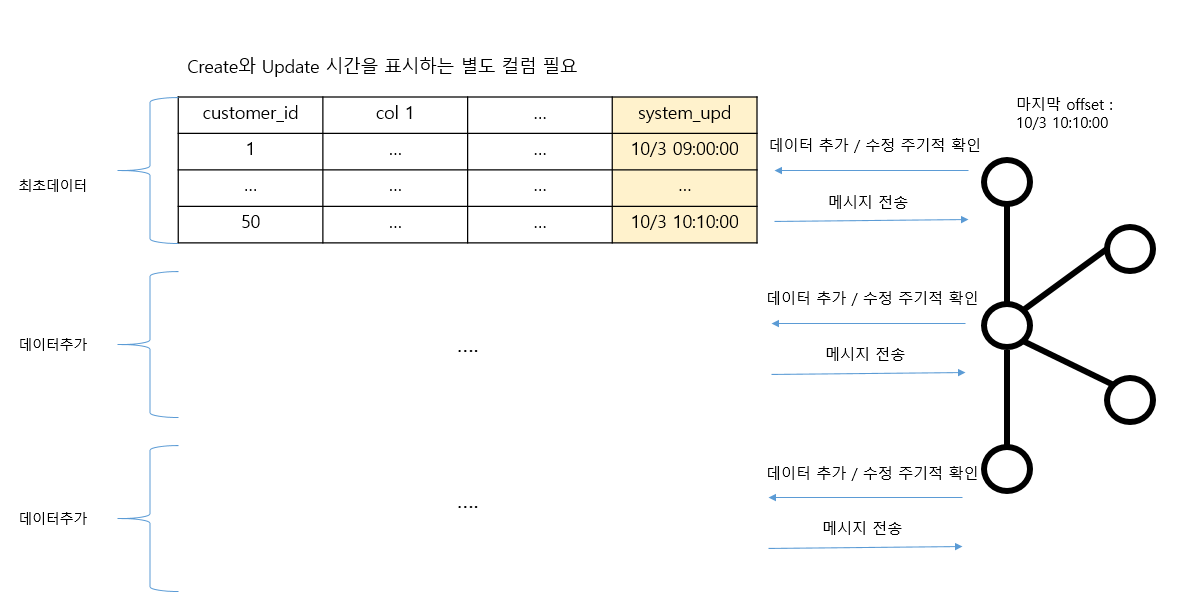 Create와 Update 시간을 표시하는 별도 컬럼 필요
customer_id col 1 ... system_upd
1 ... ... 10/3 09:00:00
... ... ... ...
50 ... ... 10/3 10:10:00
최초데이터
마지막 offset :
10/3 10:10:00
데이터 추가 / 수정 주기적 확인
메시지 전송
데이터추가
....
데이터 추가 / 수정 주기적 확인
메시지 전송
데이터추가
....
데이터 추가 / 수정 주기적 확인
메시지 전송